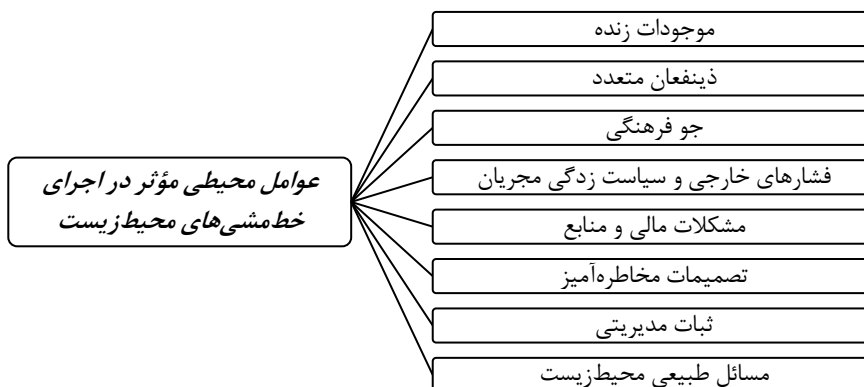 موجودات زنده
ذینفعان متعدد
جو فرهنگی
فشارهای خارجی و سیاست زدگی مجریان
عوامل محیطی مؤثر در اجرای
خط‌مشی‌های محیط‌زیست
مشکلات مالی و منابع
تصمیمات مخاطره‌آمیز
ثبات مدیریتی
مسائل طبیعی محیط‌زیست